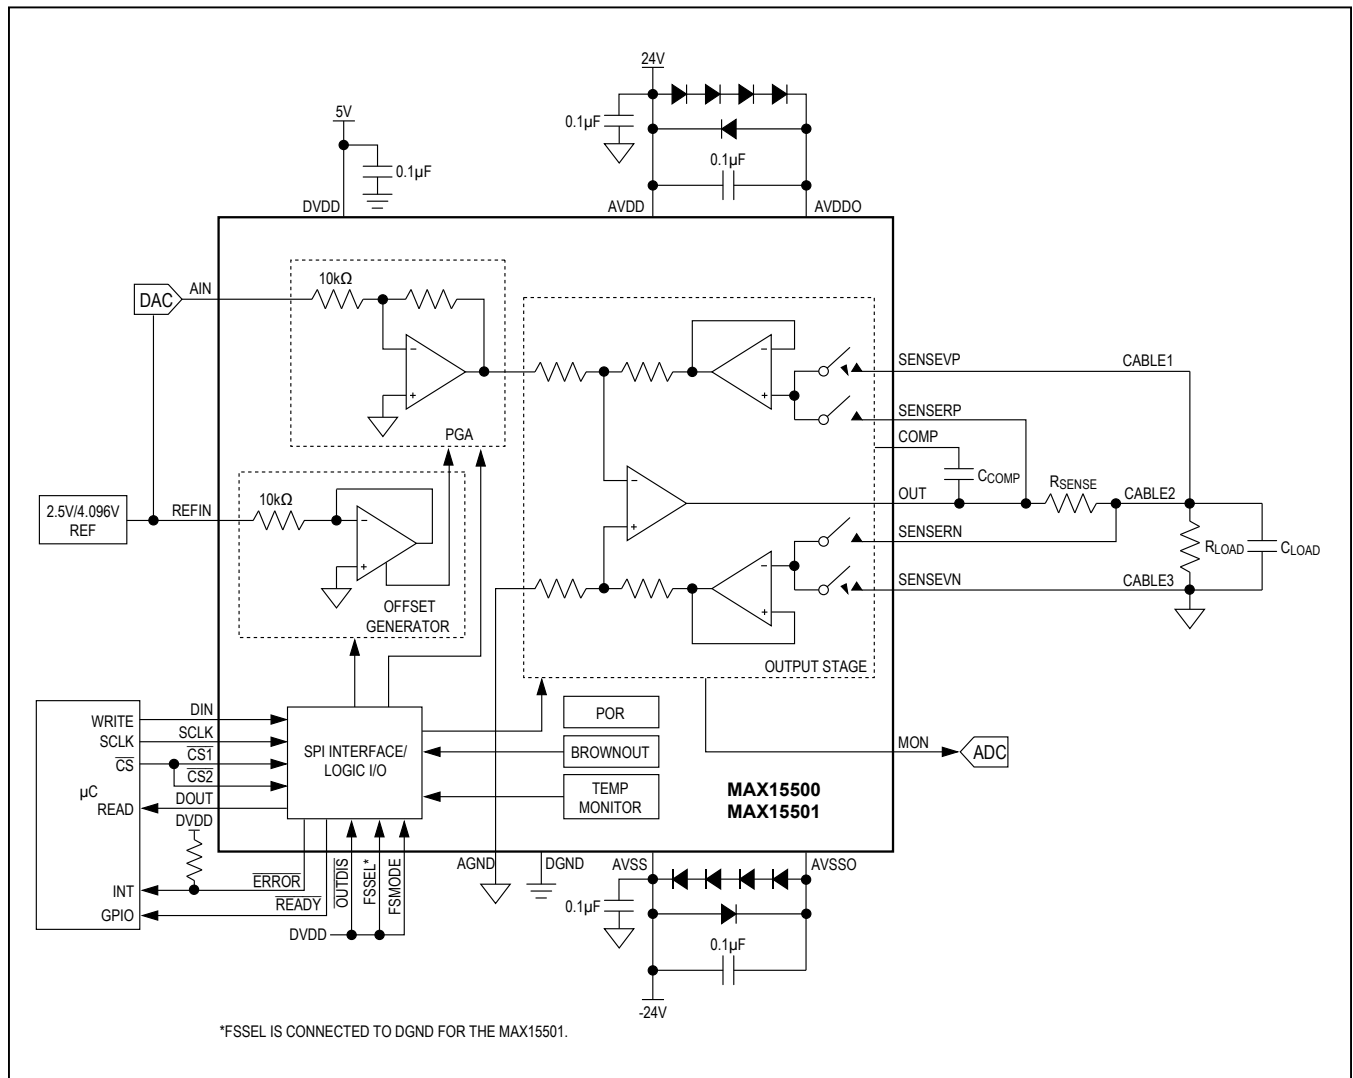 24V
0.1µF
0.1µF
5V
0.1µF
DVDD
AVDD
AVDDO
DAC
AIN
10kΩ
PGA
SENSEVP
CABLE1
SENSERP
COMP
CCOMP
RSENSE
OUT
CABLE2
2.5V/4.096V
REF
REFIN
10kΩ
SENSERN
RLOAD
CLOAD
SENSEVN
CABLE3
OFFSET
GENERATOR
OUTPUT STAGE
µC
WRITE
SCLK
CS
READ
INT
GPIO
DIN
SCLK
CS1
CS2
DOUT
DVDD
SPI INTERFACE/
LOGIC I/O
POR
BROWNOUT
TEMP
MONITOR
MON
ADC
MAX15500
MAX15501
ERROR
READY
OUTDIS
FSSEL*
FSMODE
DVDD
AGND
DGND
AVSS
AVSSO
0.1µF
0.1µF
-24V
*FSSEL IS CONNECTED TO DGND FOR THE MAX15501.